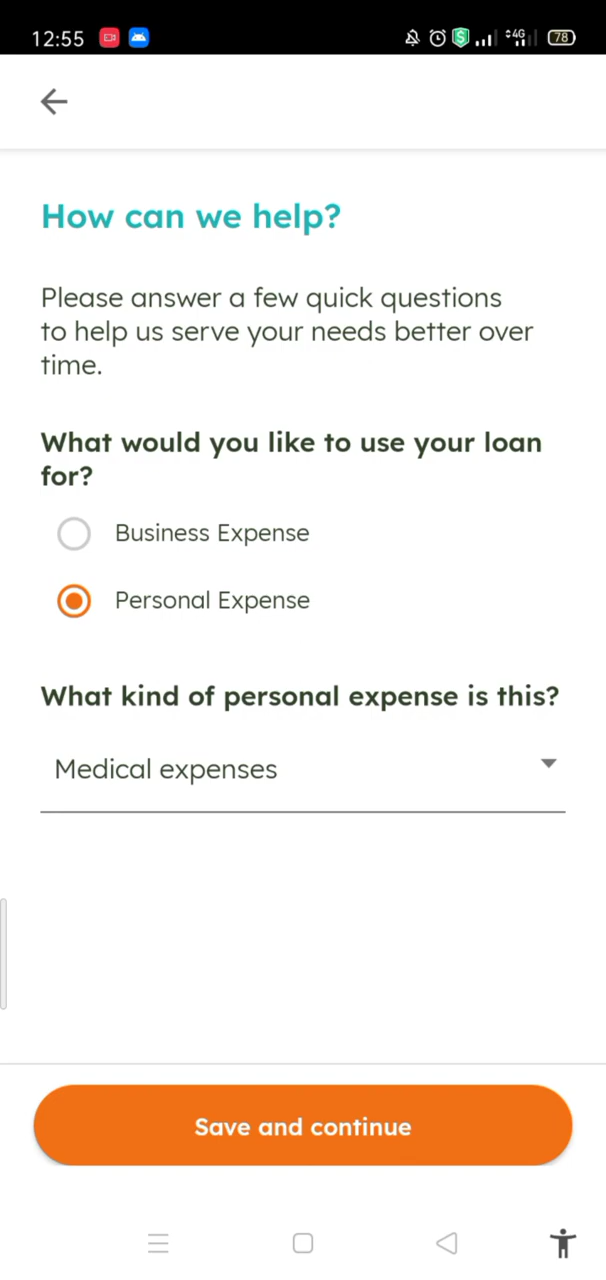 12:55
4G
78
How can we help?
Please answer a few quick questions
to help us serve your needs better over
time.
What would you like to use your loan
for?
Business Expense
Personal Expense
What kind of personal expense is this?
Medical expenses
Save and continue